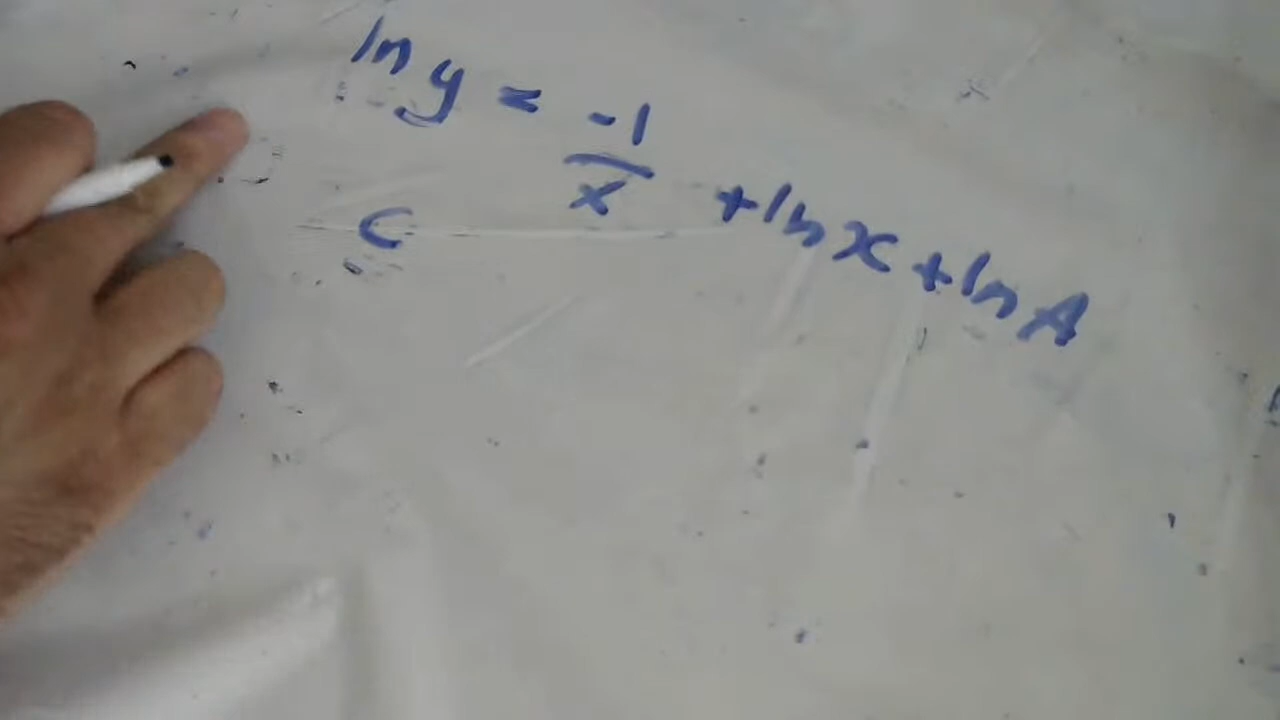 ln y = -1/x + ln x + ln A
C